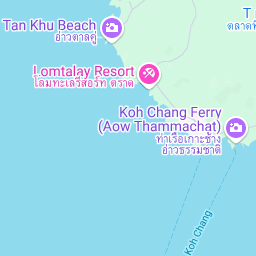 Tan Khu Beach
อ่าวตาลคู่
Lomtalay Resort
โลมทะเลรีสอร์ท ตราด
Koh Chang Ferry
(Aow Thammachat)
ท่าเรือเกาะช้าง
อ่าวธรรมชาติ
Koh Chang
T